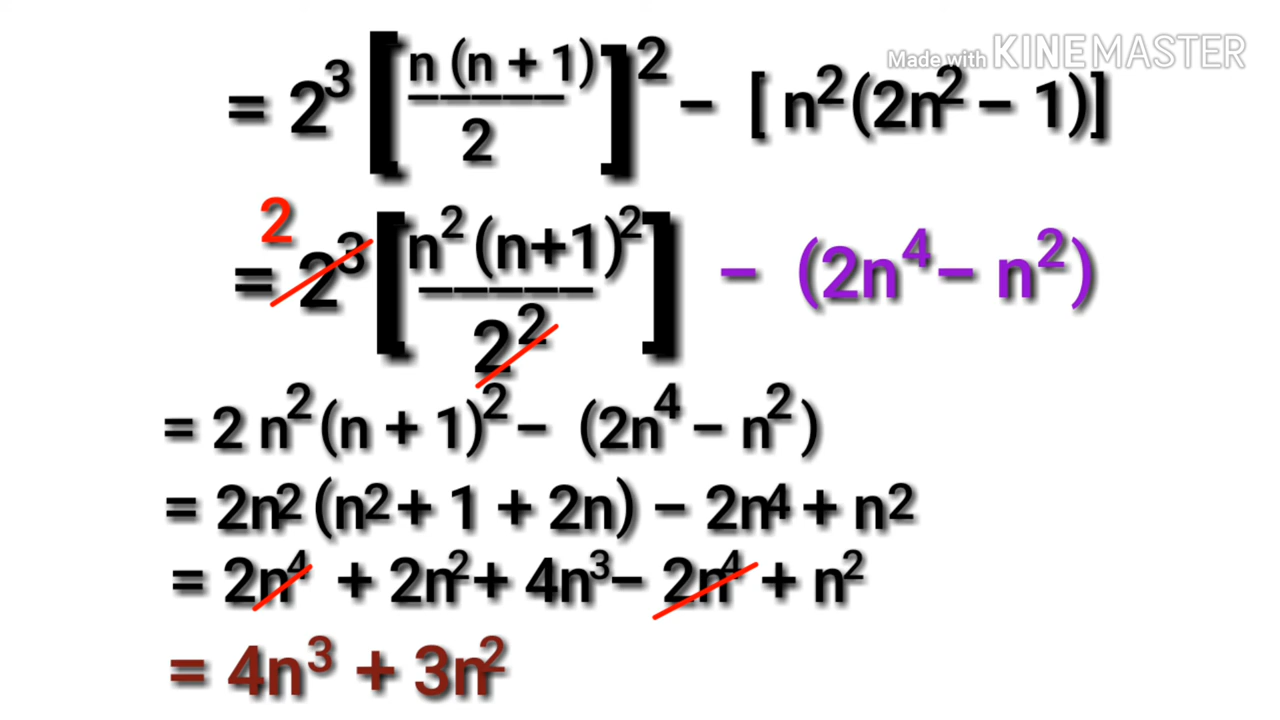 Made with KINEMASTER
= 2³ [ n (n + 1) / 2 ]² − [ n² (2n² − 1) ]
2
= 2³ [ n² (n+1)² / 2² ] − (2n⁴ − n²)
= 2 n² (n + 1)² − (2n⁴ − n²)
= 2n² (n² + 1 + 2n) − 2n⁴ + n²
= 2n⁴ + 2n² + 4n³ − 2n⁴ + n²
= 4n³ + 3n²